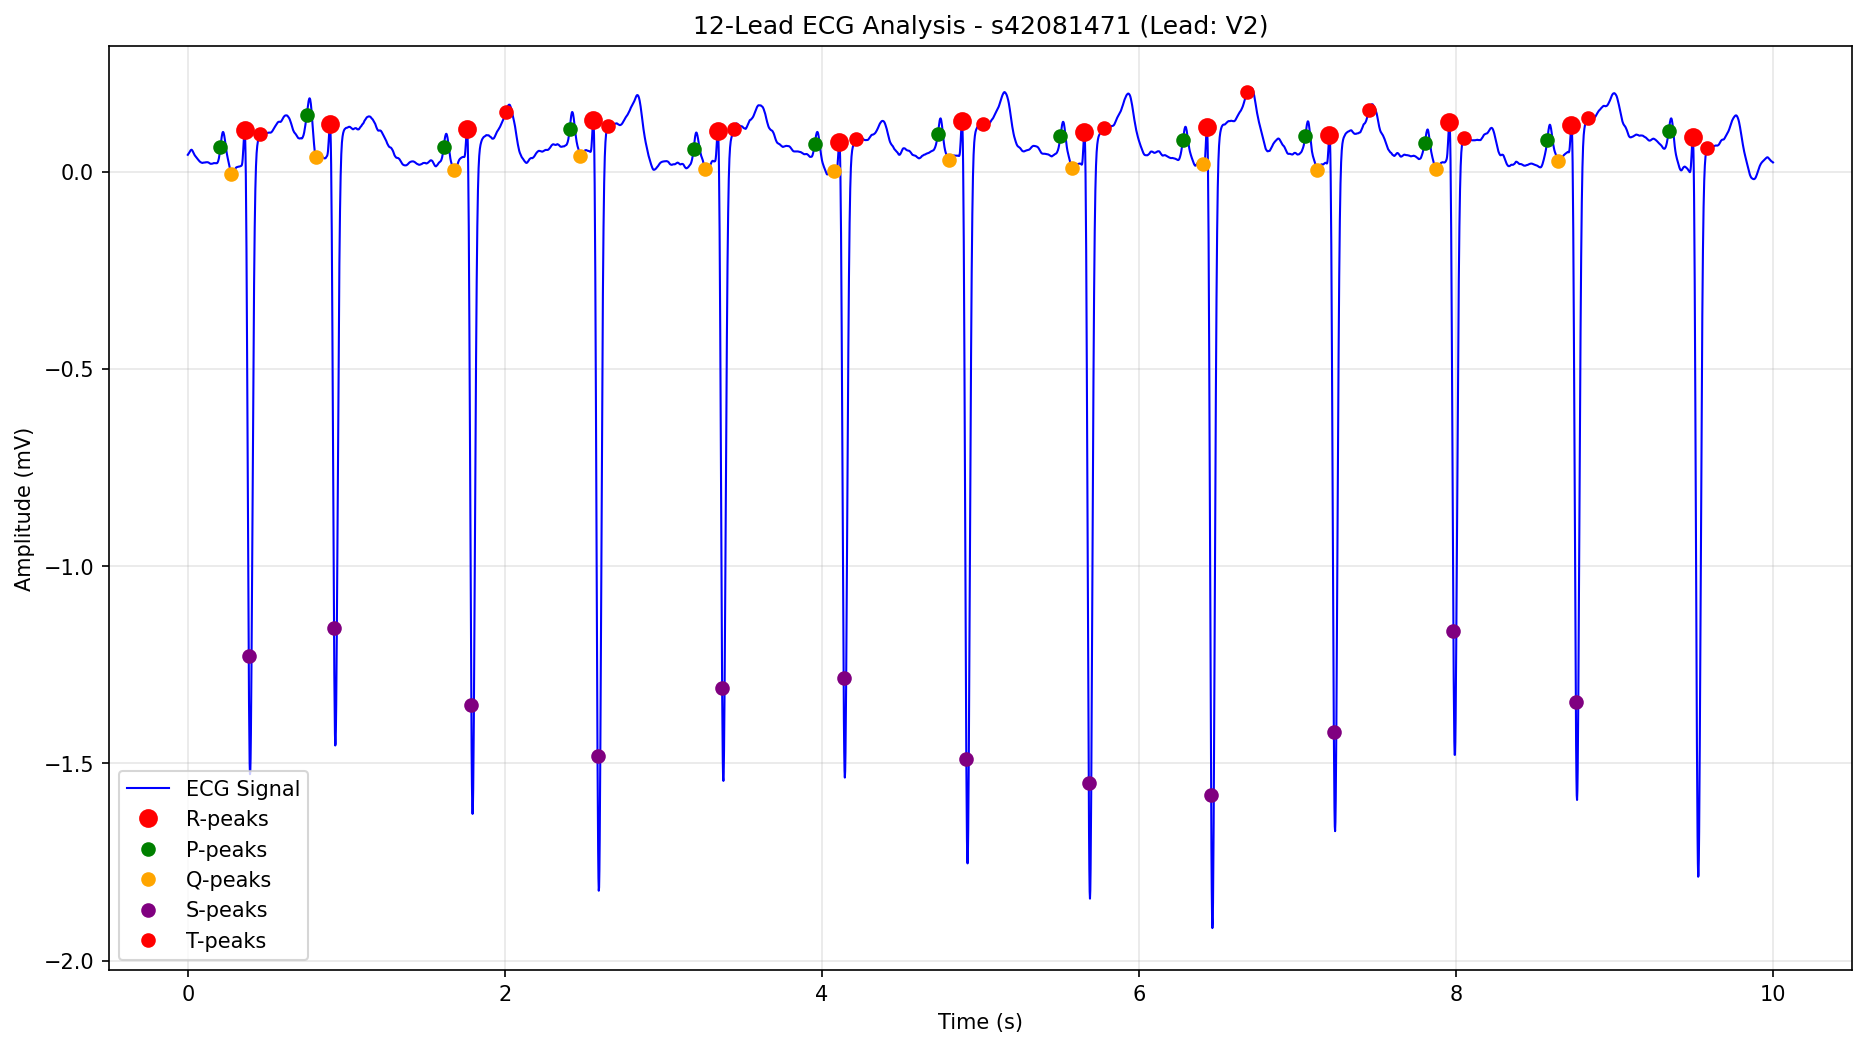 12-Lead ECG Analysis - s42081471 (Lead: V2)
Amplitude (mV)
0.0
−0.5
−1.0
−1.5
−2.0
ECG Signal
R-peaks
P-peaks
Q-peaks
S-peaks
T-peaks
0 2 4 6 8 10
Time (s)